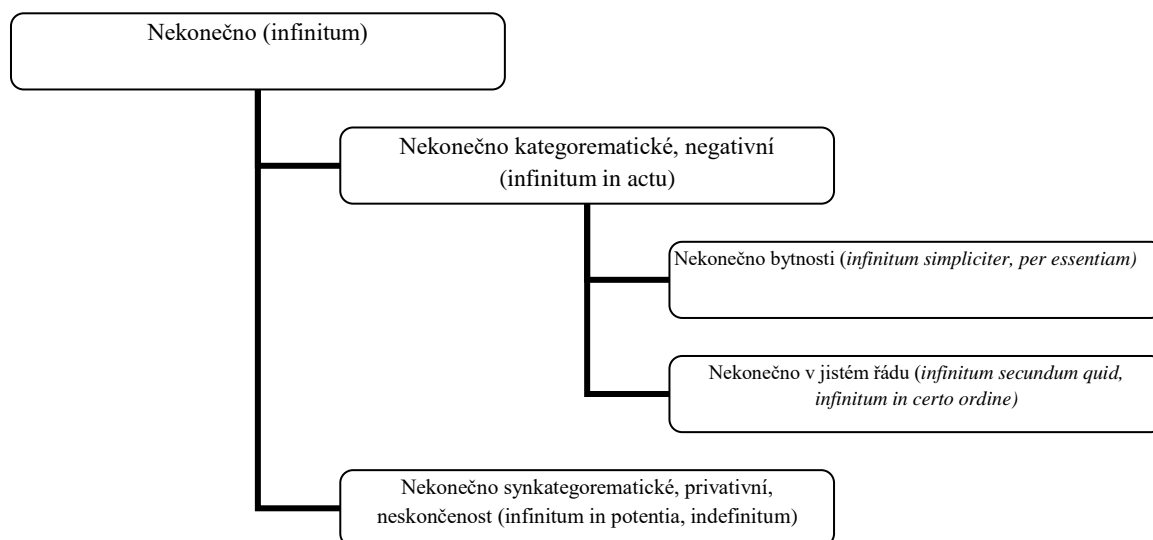 Nekonečno (infinitum)
Nekonečno kategorematické, negativní
(infinitum in actu)
Nekonečno bytnosti (infinitum simpliciter, per essentiam)
Nekonečno v jistém řádu (infinitum secundum quid,
infinitum in certo ordine)
Nekonečno synkategorematické, privativní,
neskončenost (infinitum in potentia, indefinitum)